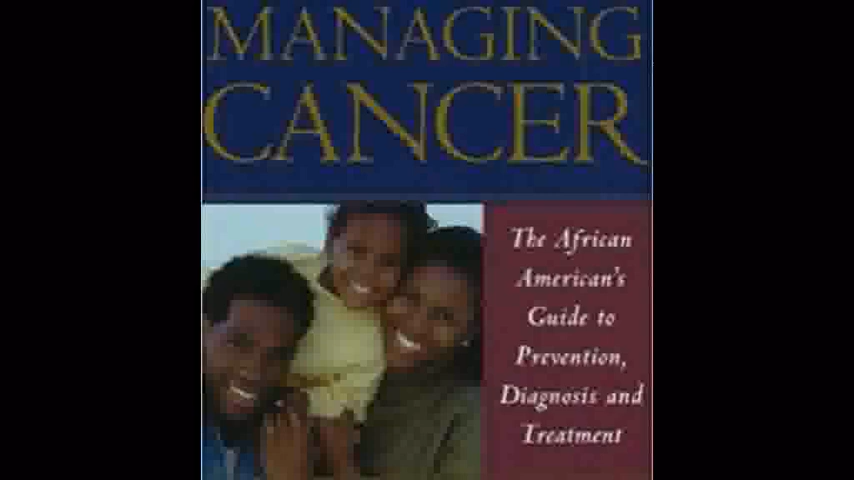 MANAGING
CANCER
The African
American's
Guide to
Prevention,
Diagnosis and
Treatment